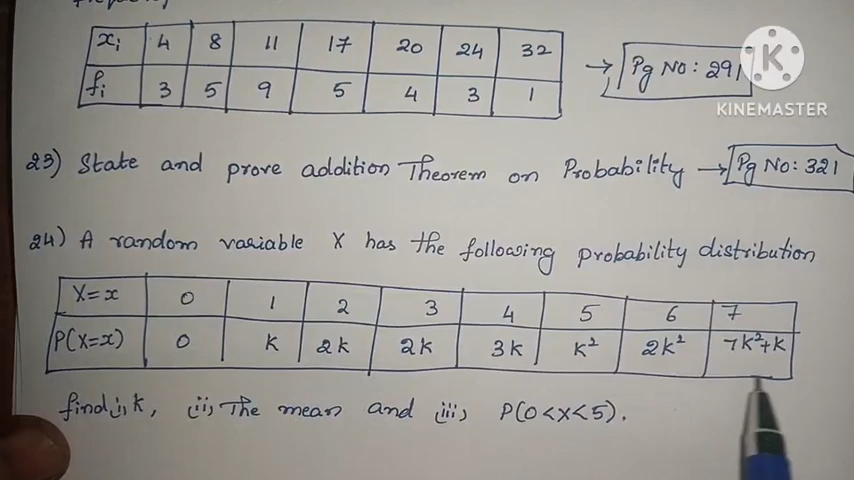 xi 4 8 11 17 20 24 32
fi 3 5 9 5 4 3 1
→ Pg No: 291
K
KINEMASTER
23) State and prove addition Theorem on Probability → Pg No: 321
24) A random variable X has the following probability distribution
X=x 0 1 2 3 4 5 6 7
P(X=x) 0 K 2K 2K 3K K² 2K² 7K²+K
find (i), k, (ii), The mean and (iii), P(0<X<5).